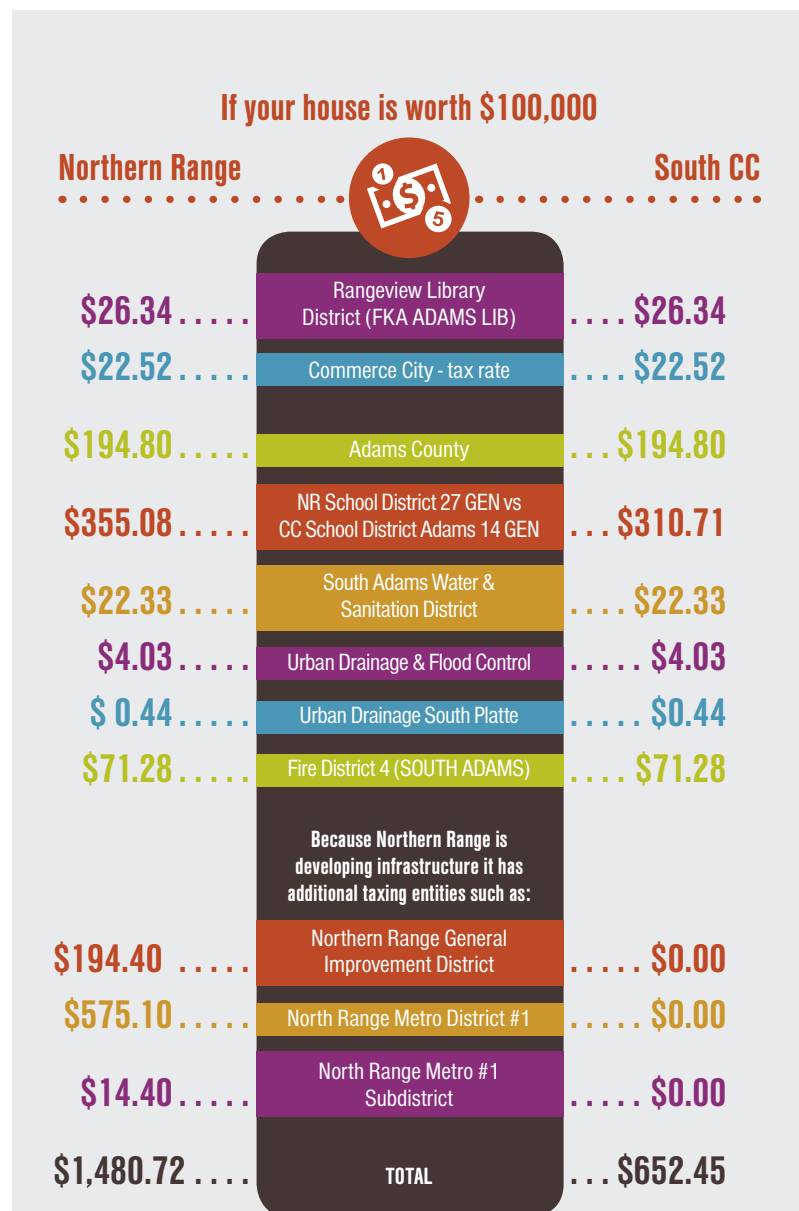 If your house is worth $100,000
Northern Range
South CC
1 $ 5
$26.34 ..... Rangeview Library District (FKA ADAMS LIB) .... $26.34
$22.52 ..... Commerce City - tax rate .... $22.52
$194.80 ..... Adams County ... $194.80
$355.08 ..... NR School District 27 GEN vs CC School District Adams 14 GEN ... $310.71
$22.33 ..... South Adams Water & Sanitation District .... $22.33
$4.03 ..... Urban Drainage & Flood Control ..... $4.03
$ 0.44 ..... Urban Drainage South Platte ..... $0.44
$71.28 ..... Fire District 4 (SOUTH ADAMS) .... $71.28
Because Northern Range is
developing infrastructure it has
additional taxing entities such as:
$194.40 ..... Northern Range General Improvement District ..... $0.00
$575.10 ..... North Range Metro District #1 ..... $0.00
$14.40 ..... North Range Metro #1 Subdistrict ..... $0.00
$1,480.72 .... TOTAL ... $652.45